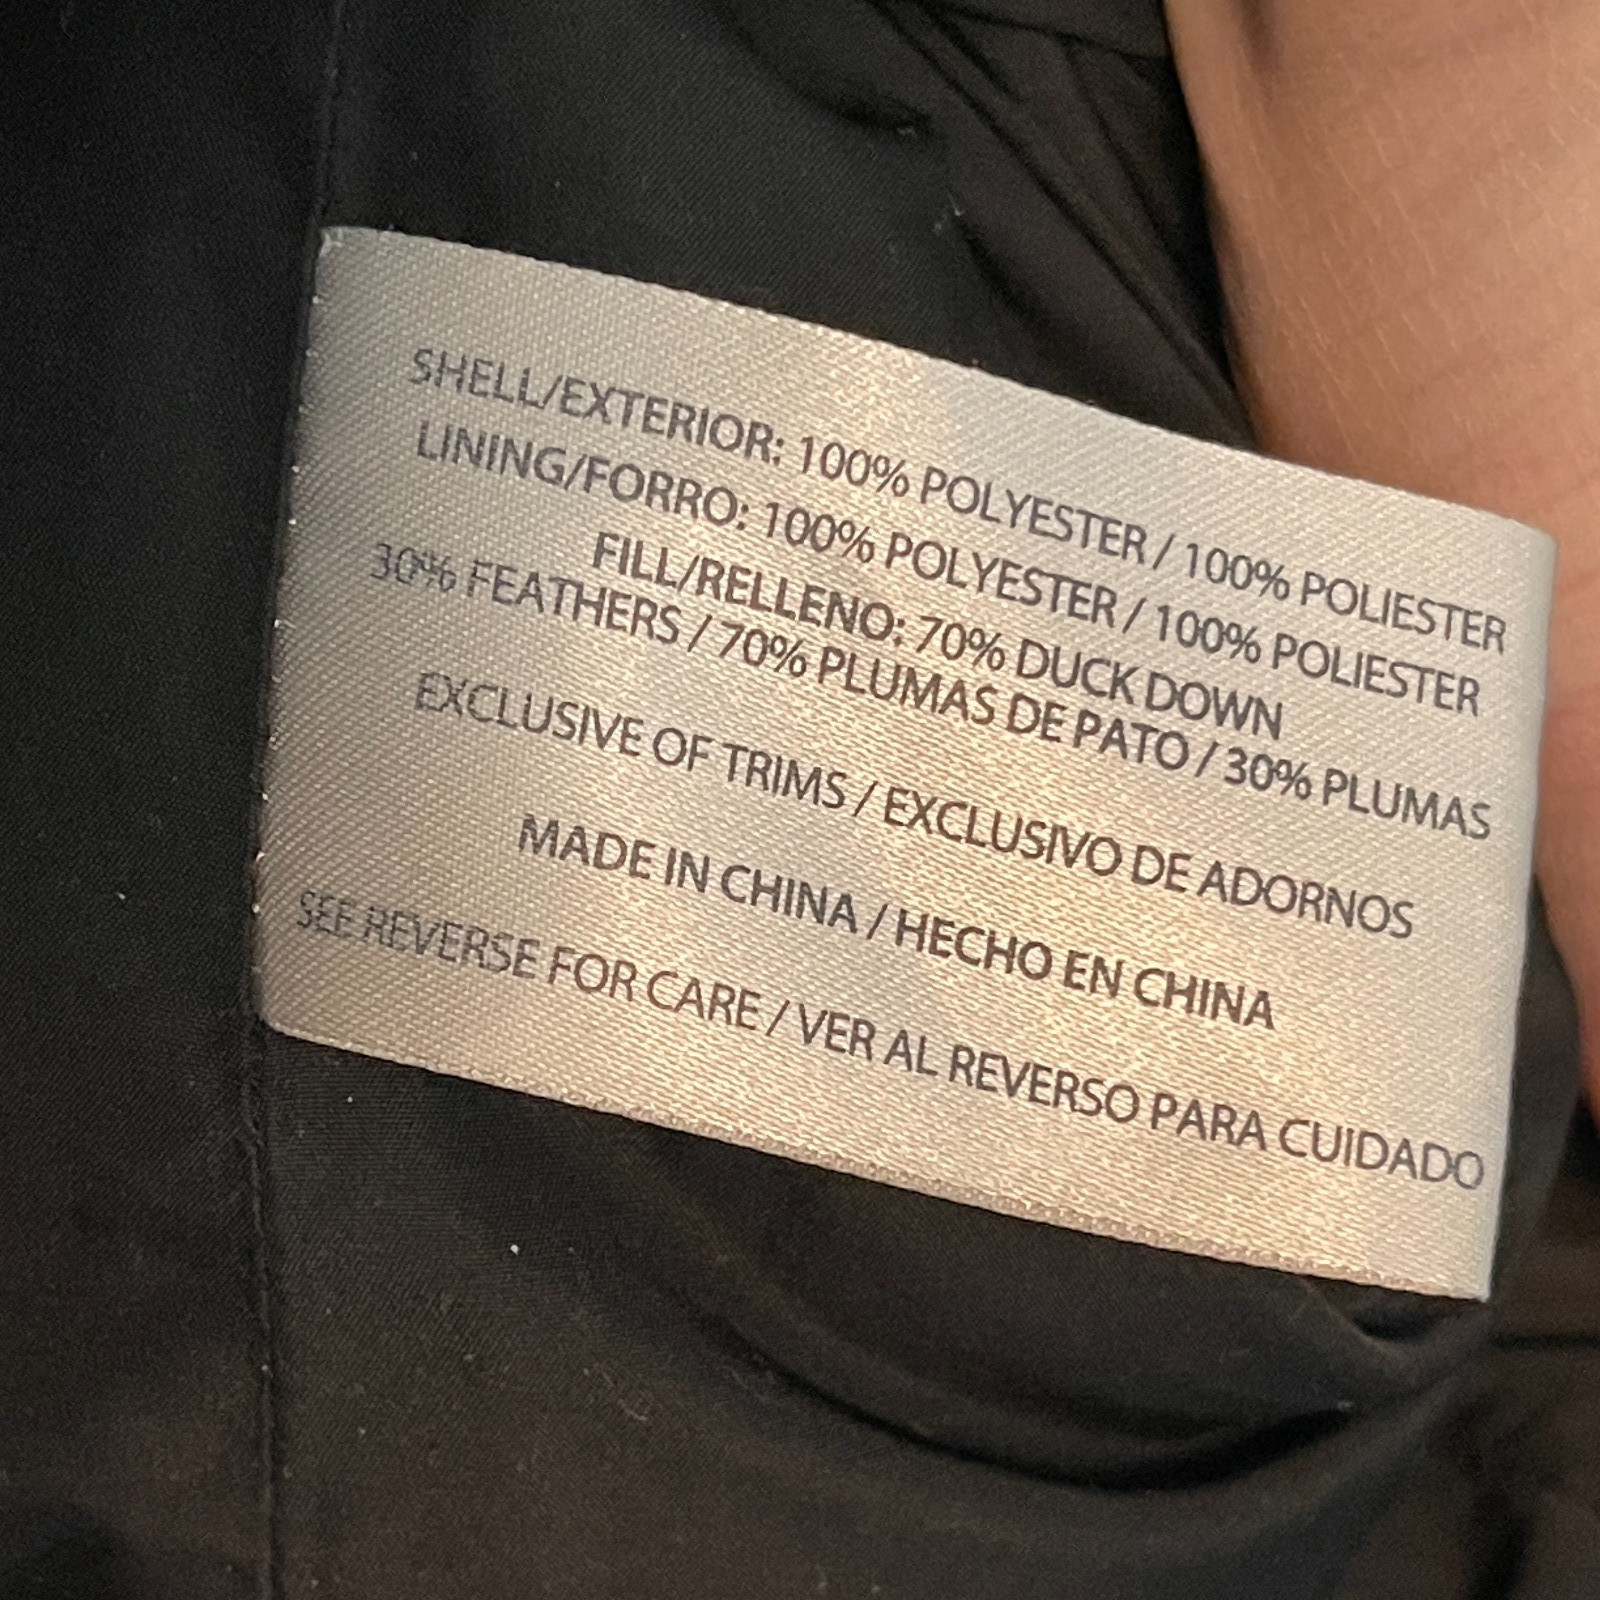 SHELL/EXTERIOR: 100% POLYESTER / 100% POLIESTER
LINING/FORRO: 100% POLYESTER / 100% POLIESTER
FILL/RELLENO: 70% DUCK DOWN
30% FEATHERS / 70% PLUMAS DE PATO / 30% PLUMAS
EXCLUSIVE OF TRIMS / EXCLUSIVO DE ADORNOS
MADE IN CHINA / HECHO EN CHINA
SEE REVERSE FOR CARE / VER AL REVERSO PARA CUIDADO